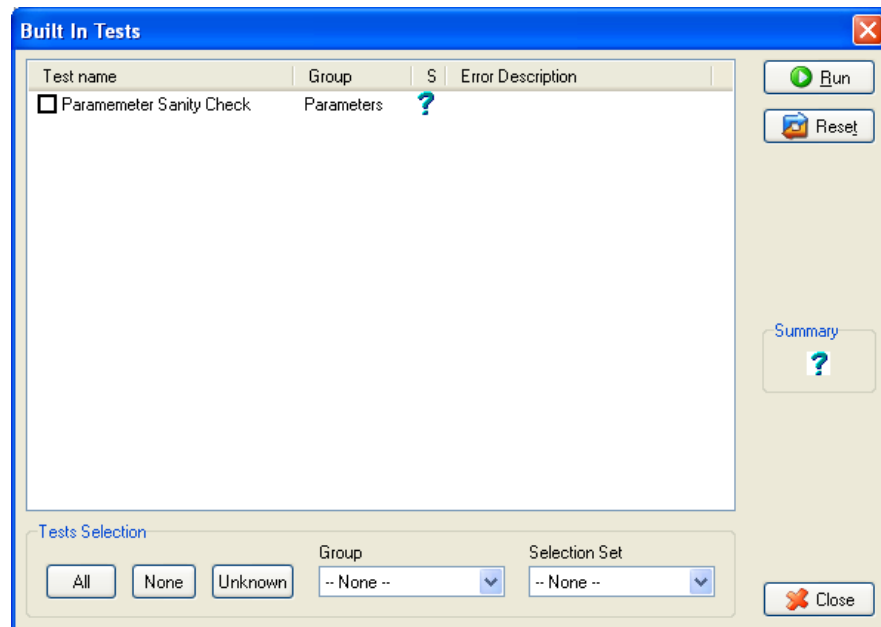 Built In Tests
Test name Group S Error Description
Paramemeter Sanity Check Parameters ?
Run
Reset
Summary
?
Tests Selection
Group Selection Set
All None Unknown -- None -- -- None --
Close